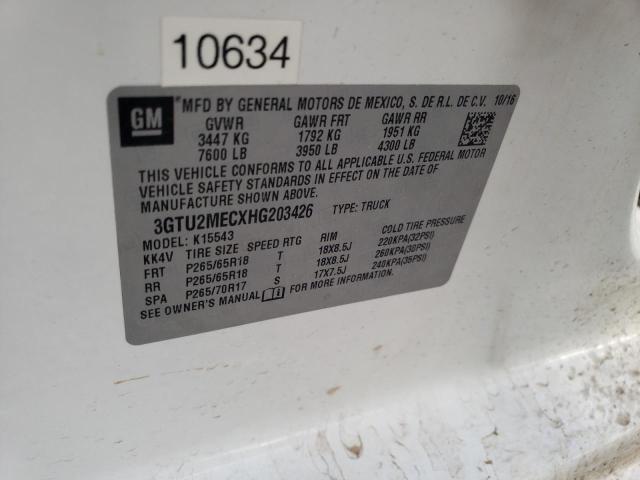 10634
GM
*MFD BY GENERAL MOTORS DE MEXICO, S. DE R.L. DE C.V. 10/16
GVWR GAWR FRT GAWR RR
3447 KG 1792 KG 1951 KG
7600 LB 3950 LB 4300 LB
THIS VEHICLE CONFORMS TO ALL APPLICABLE U.S. FEDERAL MOTOR
VEHICLE SAFETY STANDARDS IN EFFECT ON THE DATE OF
MANUFACTURE SHOWN ABOVE.
3GTU2MECXHG203426 TYPE: TRUCK
MODEL: K15543
KK4V TIRE SIZE SPEED RTG RIM COLD TIRE PRESSURE
FRT P265/65R18 T 18X8.5J 220KPA(32PSI)
RR P265/65R18 T 18X8.5J 260KPA(30PSI)
SPA P265/70R17 S 17X7.5J 240KPA(35PSI)
SEE OWNER'S MANUAL FOR MORE INFORMATION.